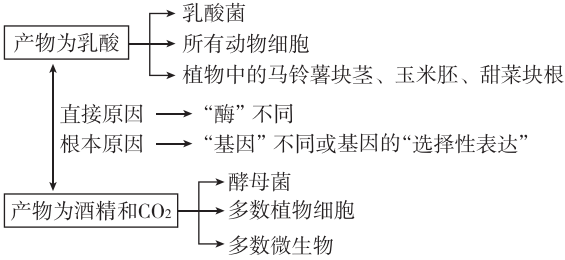 乳酸菌
产物为乳酸
所有动物细胞
植物中的马铃薯块茎、玉米胚、甜菜块根
直接原因 “酶”不同
根本原因 “基因”不同或基因的“选择性表达”
酵母菌
产物为酒精和CO₂
多数植物细胞
多数微生物